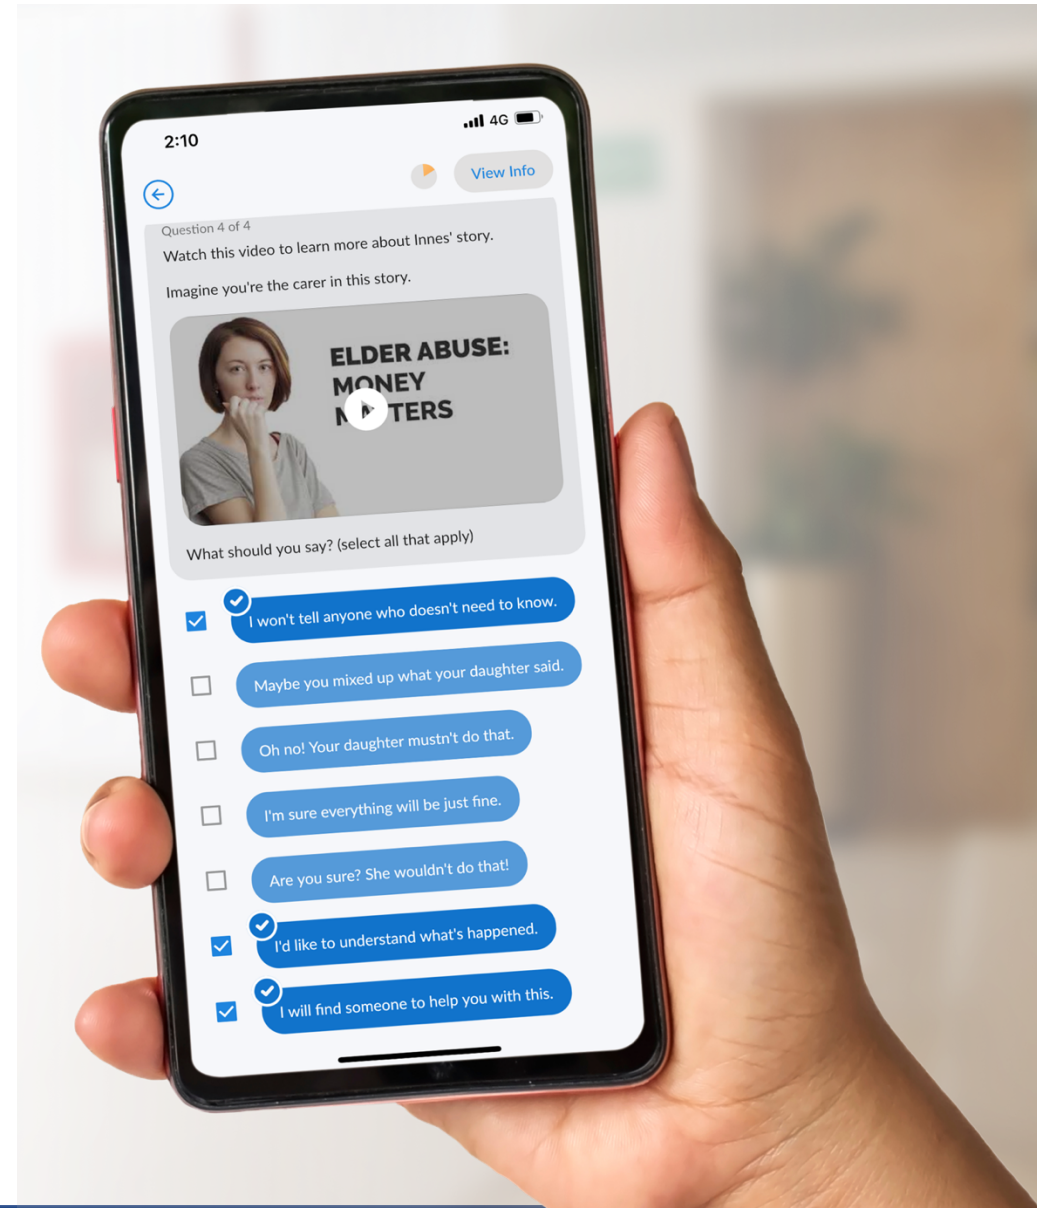 2:10
4G
View Info
Question 4 of 4
Watch this video to learn more about Innes' story.
Imagine you're the carer in this story.
ELDER ABUSE:
MONEY
MATTERS
What should you say? (select all that apply)
I won't tell anyone who doesn't need to know.
Maybe you mixed up what your daughter said.
Oh no! Your daughter mustn't do that.
I'm sure everything will be just fine.
Are you sure? She wouldn't do that!
I'd like to understand what's happened.
I will find someone to help you with this.